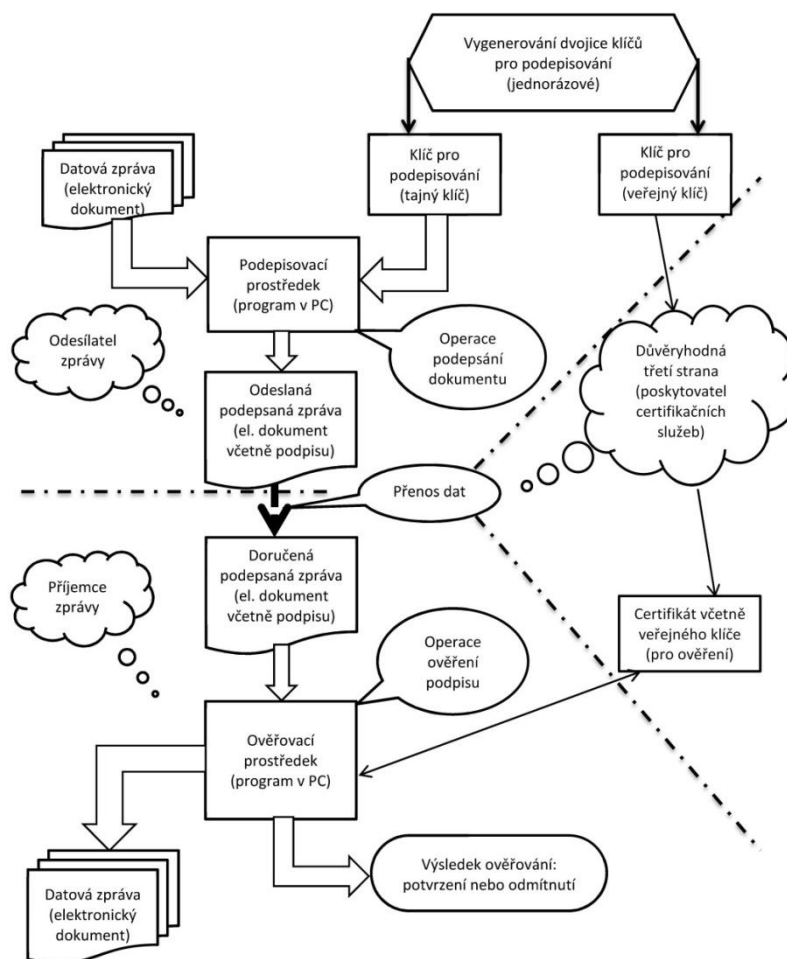 Vygenerování dvojice klíčů
pro podepisování
(jednorázové)
Datová zpráva
(elektronický
dokument)
Klíč pro
podepisování
(tajný klíč)
Klíč pro
podepisování
(veřejný klíč)
Podepisovací
prostředek
(program v PC)
Odesílatel
zprávy
Operace
podepsání
dokumentu
Důvěryhodná
třetí strana
(poskytovatel
certifikačních
služeb)
Odeslaná
podepsaná zpráva
(el. dokument
včetně podpisu)
Přenos dat
Doručená
podepsaná zpráva
(el. dokument
včetně podpisu)
Příjemce
zprávy
Certifikát včetně
veřejného klíče
(pro ověření)
Operace
ověření
podpisu
Ověřovací
prostředek
(program v PC)
Výsledek ověřování:
potvrzení nebo odmítnutí
Datová zpráva
(elektronický
dokument)